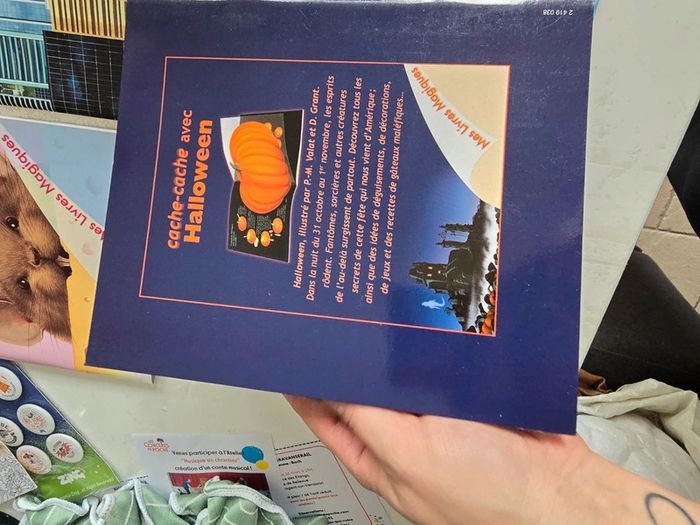 2 419 038
cache-cache avec
Halloween
Halloween, illustré par P.-M. Valat et D. Grant.
Dans la nuit du 31 octobre au 1er novembre, les esprits
rôdent. Fantômes, sorcières et autres créatures
de l'au-delà surgissent de partout. Découvrez tous les
secrets de cette fête qui nous vient d'Amérique ;
ainsi que des idées de déguisements, de décorations,
de jeux et des recettes de gâteaux maléfiques...
Mes Livres Magiques
Mes Livres Magiques
Venez participer à l'Atelier
"Musique en chantier"
création d'un conte musical !